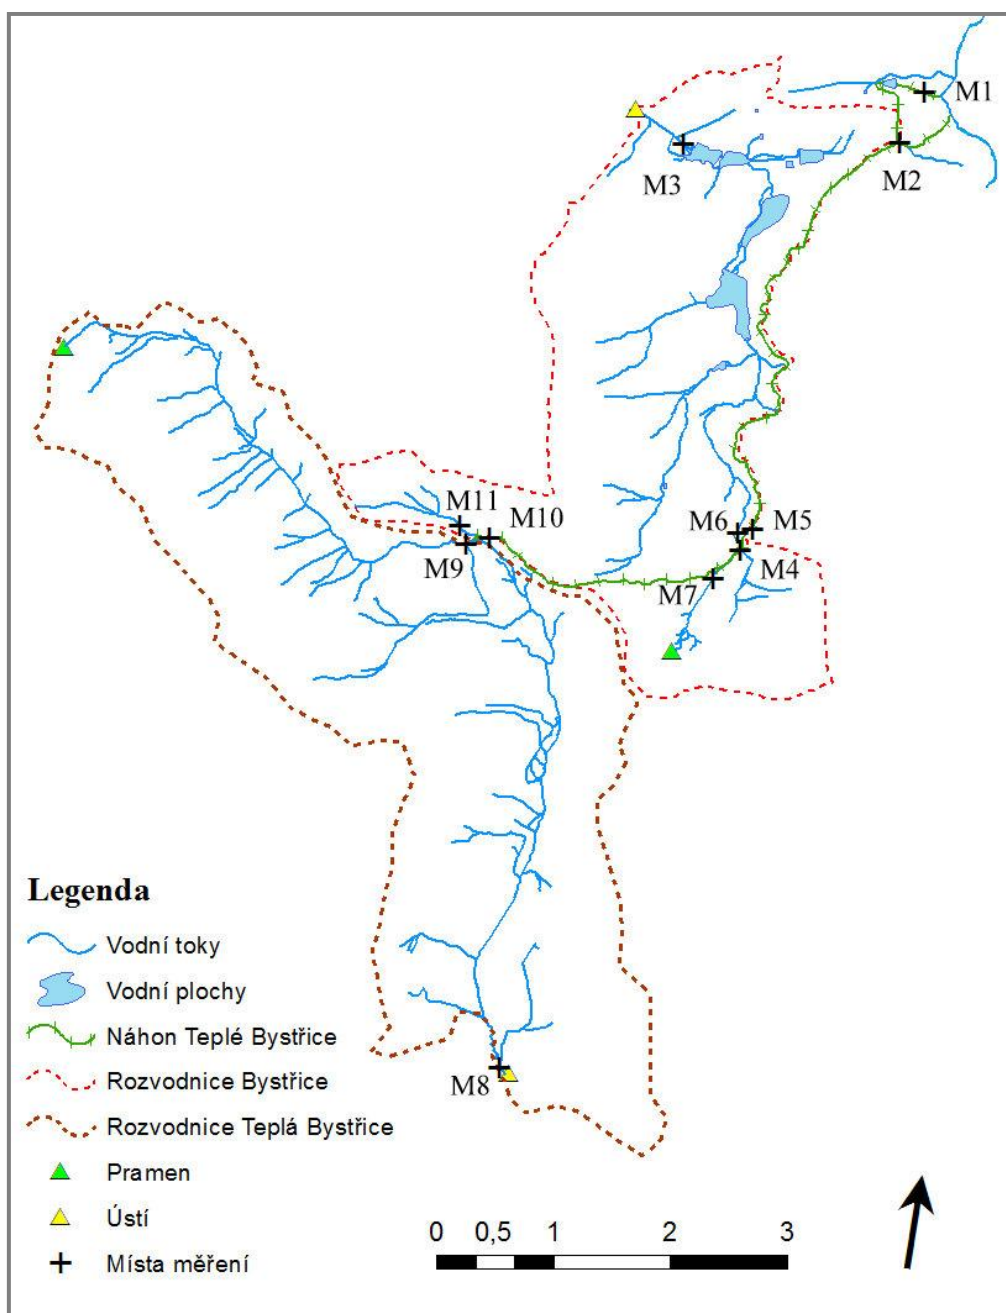 M1
M2
M3
M11
M10
M6
M5
M9
M4
M7
M8
Legenda
Vodní toky
Vodní plochy
Náhon Teplé Bystřice
Rozvodnice Bystřice
Rozvodnice Teplá Bystřice
Pramen
Ústí
Místa měření
0 0,5 1 2 3